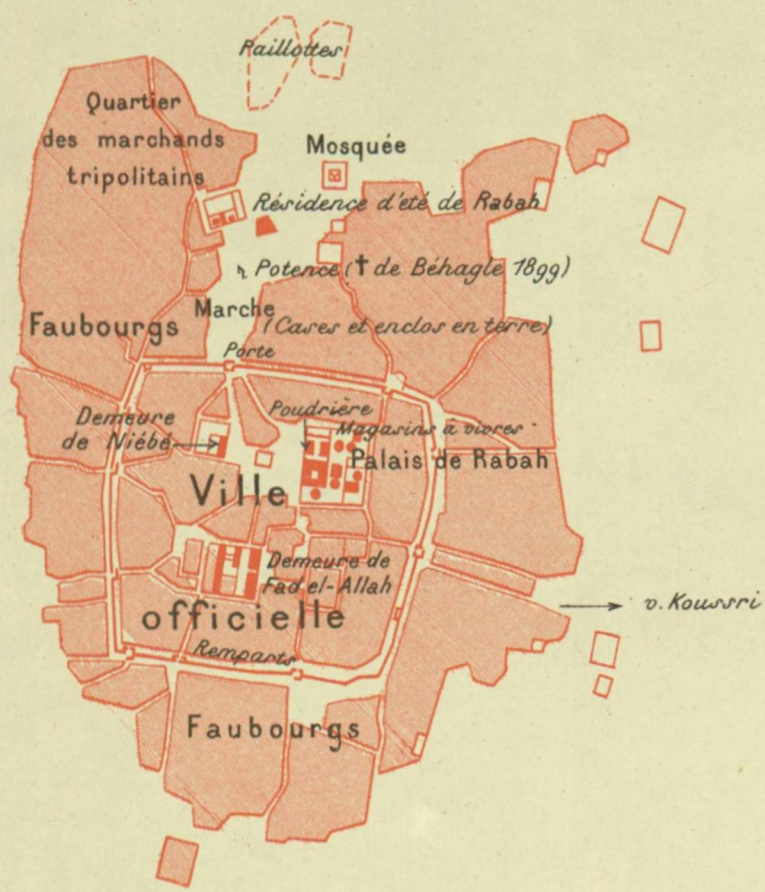 Paillottes
Quartier
des marchands
tripolitains
Mosquée
Résidence d'été de Rabah
Potence († de Béhagle 1899)
Marche
Faubourgs
(Cases et enclos en terre)
Porte
Demeure
de Niébé
Poudrière
Magasins à vivres
Palais de Rabah
Ville
Demeure de
Fad el-Allah
officielle
v. Koussri
Remparts
Faubourgs